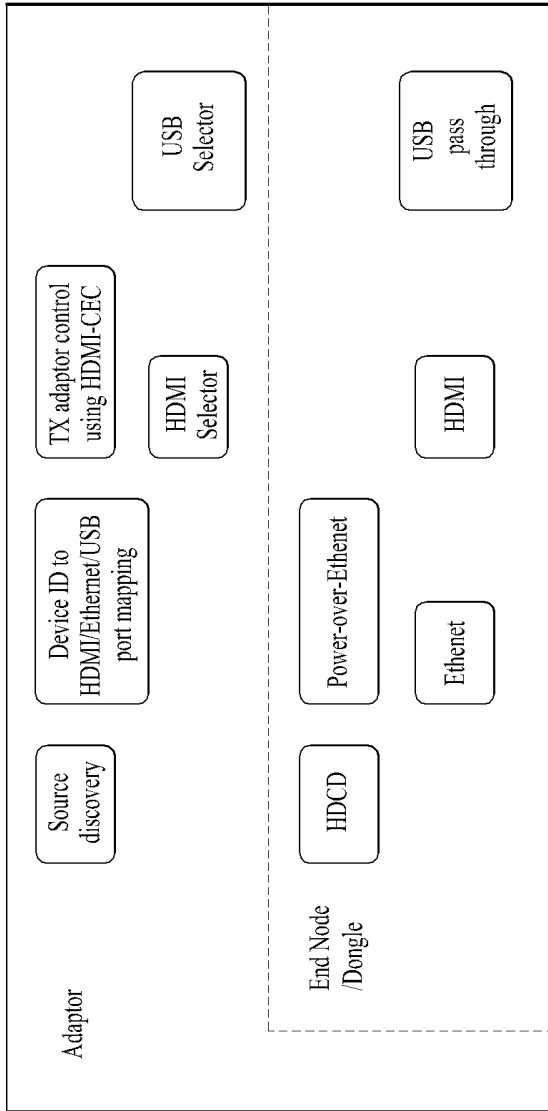 Adaptor
Source
discovery
Device ID to
HDMI/Ethernet/USB
port mapping
TX adaptor control
using HDMI-CEC
HDMI
Selector
USB
Selector
End Node
/Dongle
HDCD
Power-over-Ethenet
Ethenet
HDMI
USB
pass
through